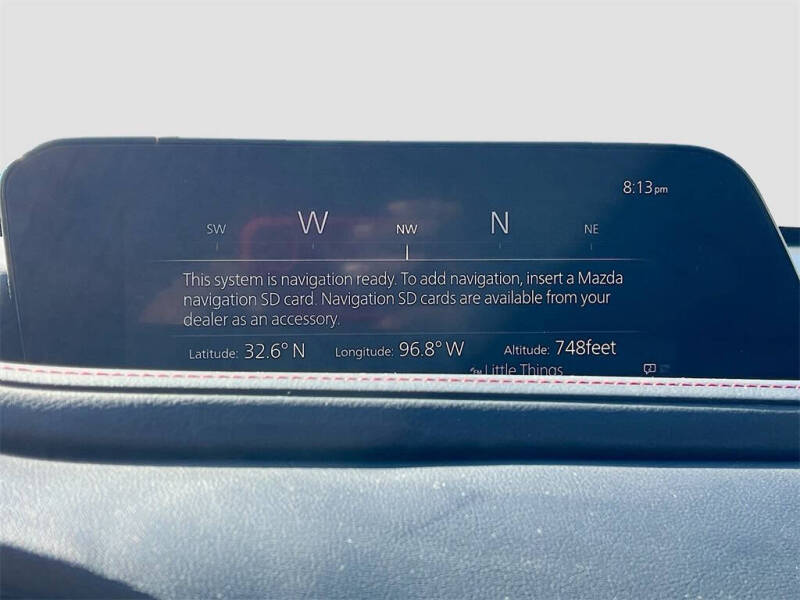 8:13pm
SW W NW N NE
This system is navigation ready. To add navigation, insert a Mazda
navigation SD card. Navigation SD cards are available from your
dealer as an accessory.
Latitude: 32.6° N Longitude: 96.8° W Altitude: 748feet
Little Things